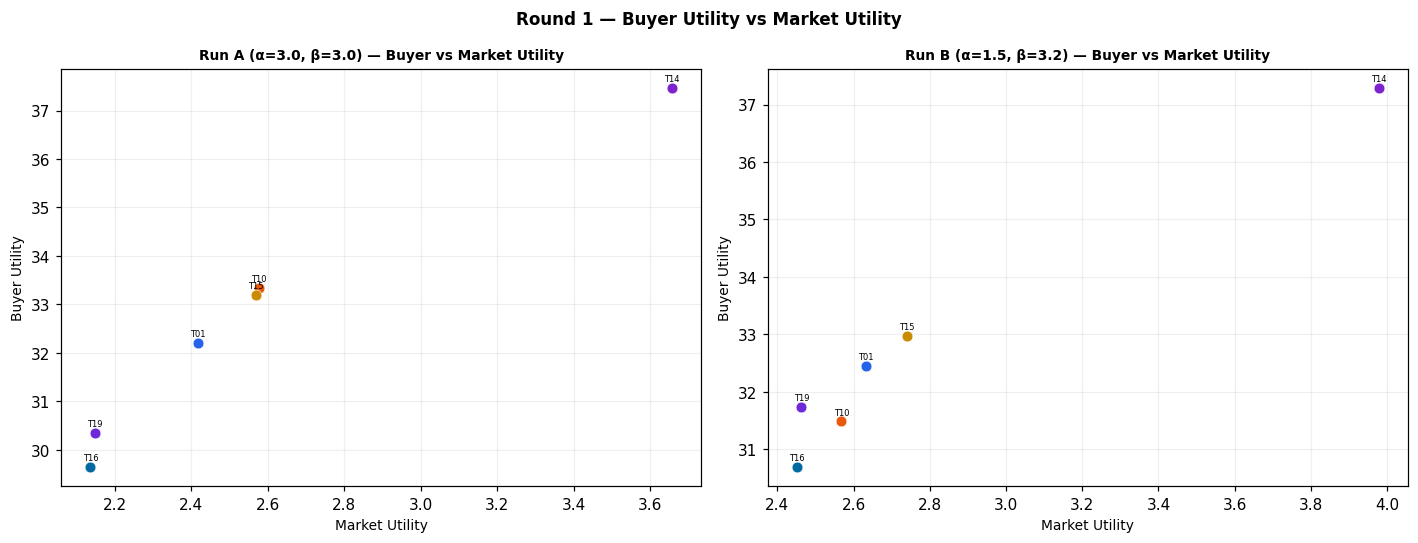 Round 1 — Buyer Utility vs Market Utility
Run A (α=3.0, β=3.0) — Buyer vs Market Utility
Buyer Utility
37
36
35
34
33
32
31
30
T14
T10
T15
T01
T19
T16
2.2
2.4
2.6
2.8
3.0
3.2
3.4
3.6
Market Utility
Run B (α=1.5, β=3.2) — Buyer vs Market Utility
Buyer Utility
37
36
35
34
33
32
31
T14
T15
T01
T19
T10
T16
2.4
2.6
2.8
3.0
3.2
3.4
3.6
3.8
4.0
Market Utility